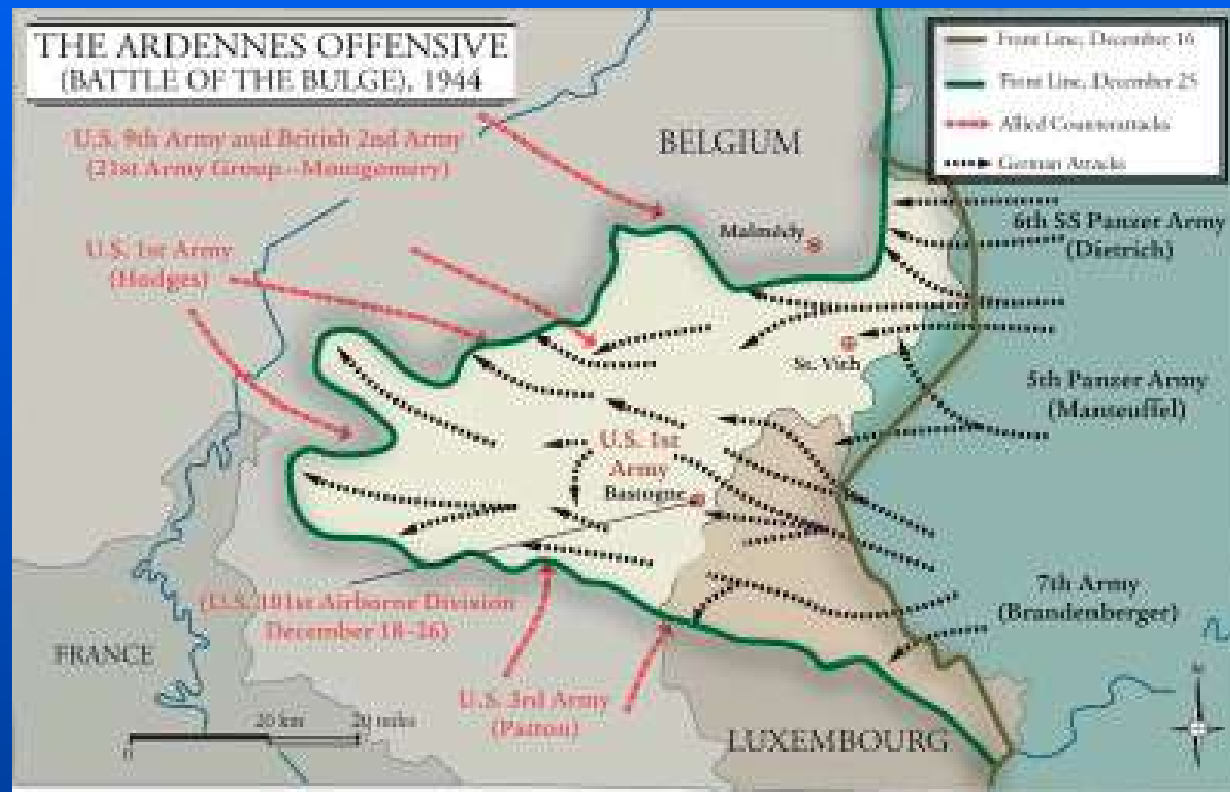 THE ARDENNES OFFENSIVE
(BATTLE OF THE BULGE), 1944
Front Line, December 16
Front Line, December 25
Allied Counterattacks
German Attacks
U.S. 9th Army and British 2nd Army
(21st Army Group--Montgomery)
BELGIUM
U.S. 1st Army
(Hodges)
Malmédy
6th SS Panzer Army
(Dietrich)
St. Vith
5th Panzer Army
(Manteuffel)
U.S. 1st
Army
Bastogne
7th Army
(Brandenberger)
(U.S. 101st Airborne Division
December 18-26)
FRANCE
U.S. 3rd Army
(Patton)
LUXEMBOURG
0
20 km
20 miles
N